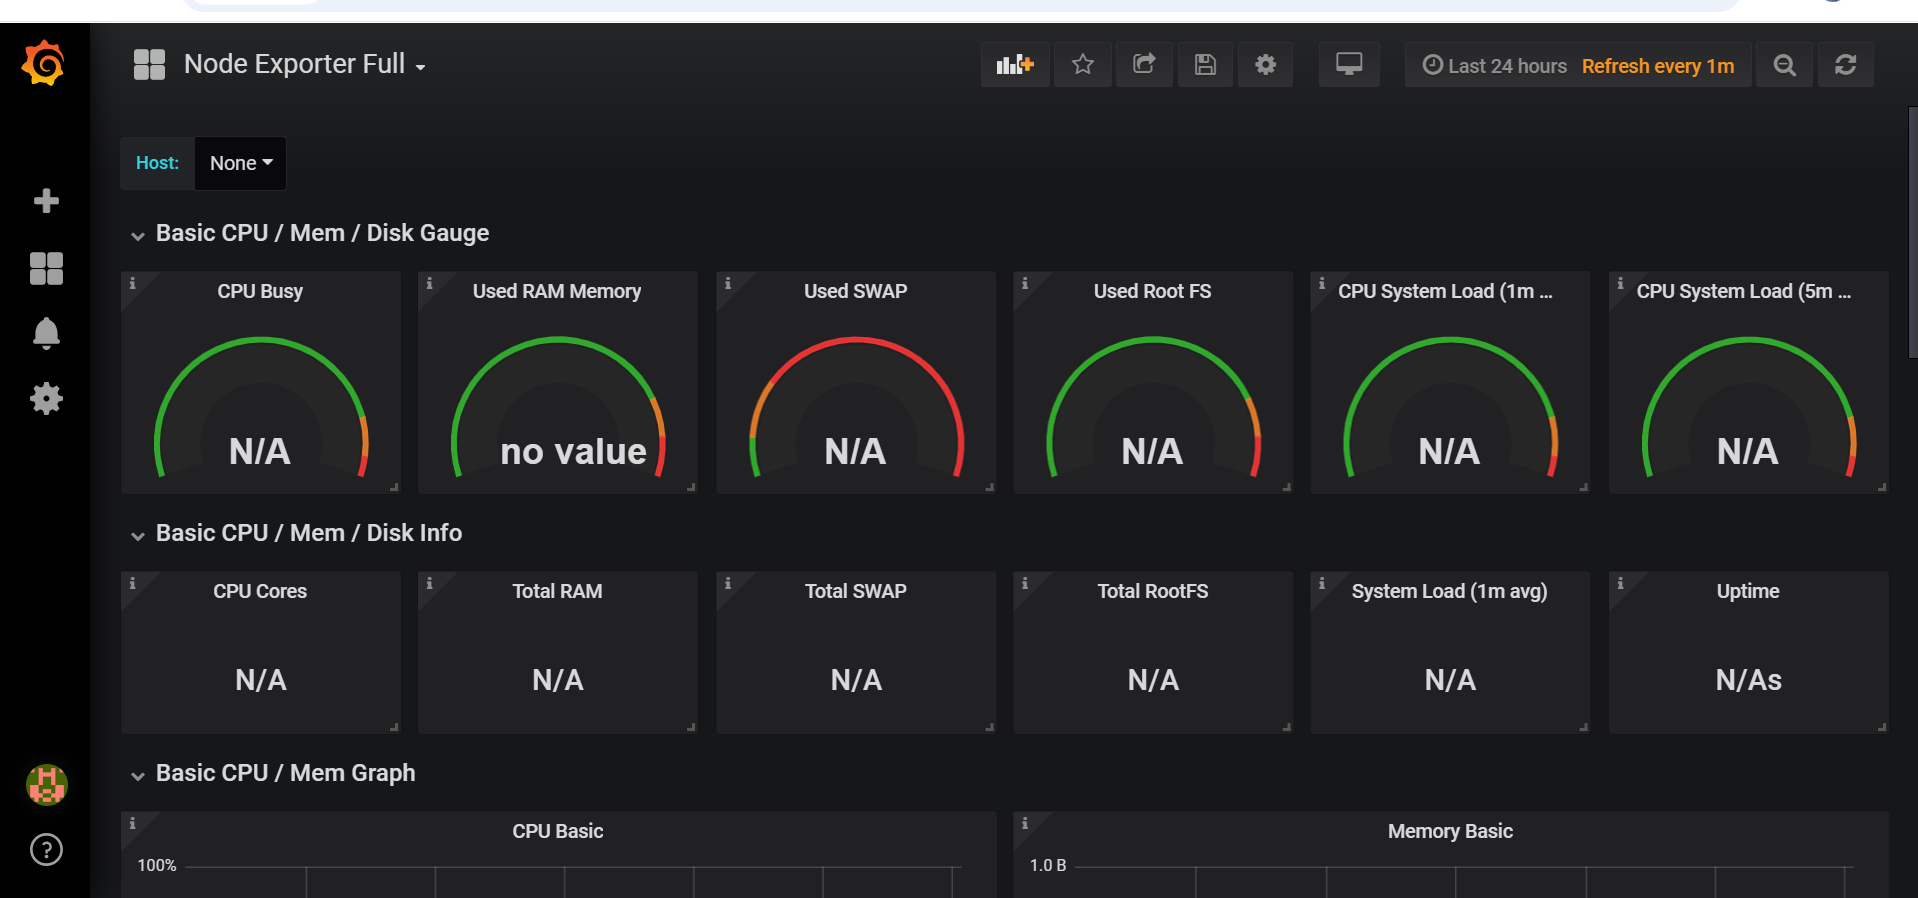 Node Exporter Full
Last 24 hours Refresh every 1m
Host: None
Basic CPU / Mem / Disk Gauge
CPU Busy
N/A
Used RAM Memory
no value
Used SWAP
N/A
Used Root FS
N/A
CPU System Load (1m ...
N/A
CPU System Load (5m ...
N/A
Basic CPU / Mem / Disk Info
CPU Cores
N/A
Total RAM
N/A
Total SWAP
N/A
Total RootFS
N/A
System Load (1m avg)
N/A
Uptime
N/As
Basic CPU / Mem Graph
CPU Basic
100%
Memory Basic
1.0 B